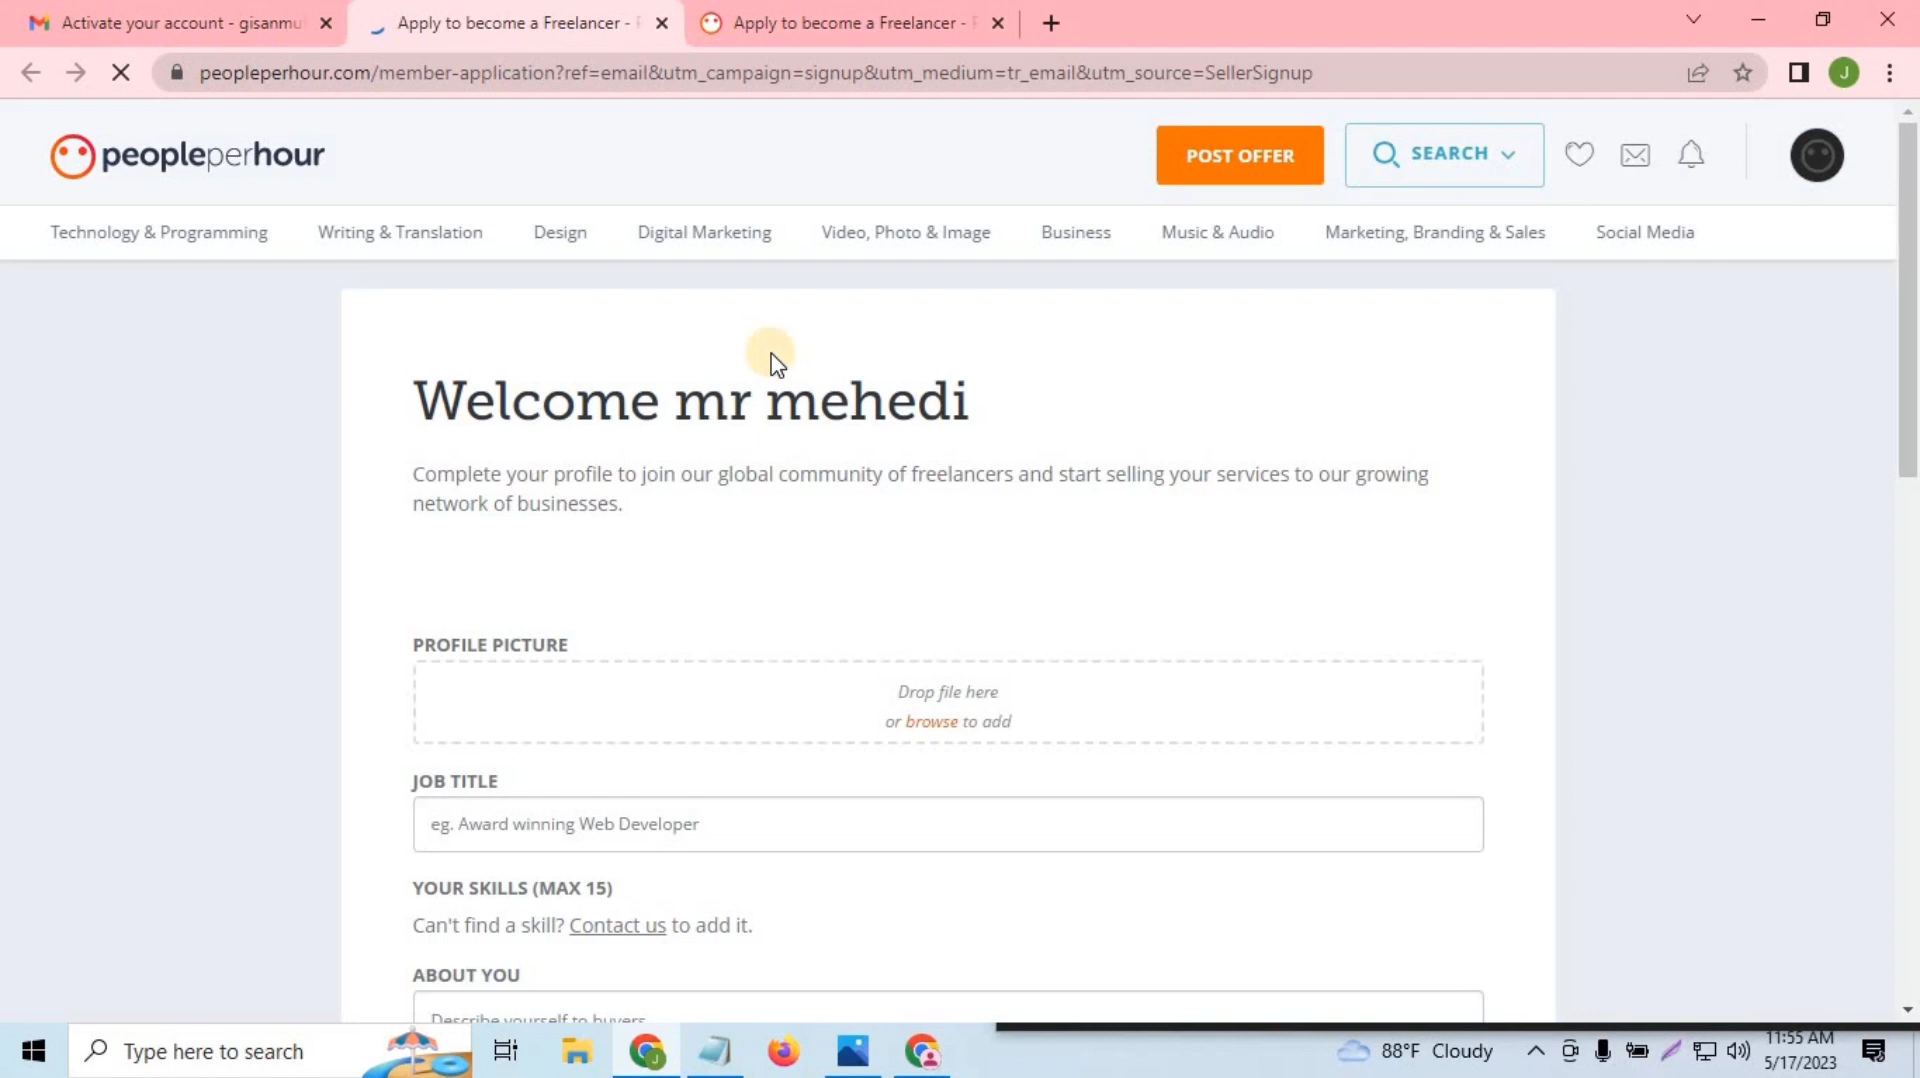 Activate your account - gisanmu
Apply to become a Freelancer -
Apply to become a Freelancer -
peopleperhour.com/member-application?ref=email&utm_campaign=signup&utm_medium=tr_email&utm_source=SellerSignup
J
peopleperhour
POST OFFER
SEARCH
Technology & Programming
Writing & Translation
Design
Digital Marketing
Video, Photo & Image
Business
Music & Audio
Marketing, Branding & Sales
Social Media
Welcome mr mehedi
Complete your profile to join our global community of freelancers and start selling your services to our growing
network of businesses.
PROFILE PICTURE
Drop file here
or browse to add
JOB TITLE
eg. Award winning Web Developer
YOUR SKILLS (MAX 15)
Can't find a skill? Contact us to add it.
ABOUT YOU
Describe yourself to buyers
Type here to search
88°F Cloudy
11:55 AM
5/17/2023